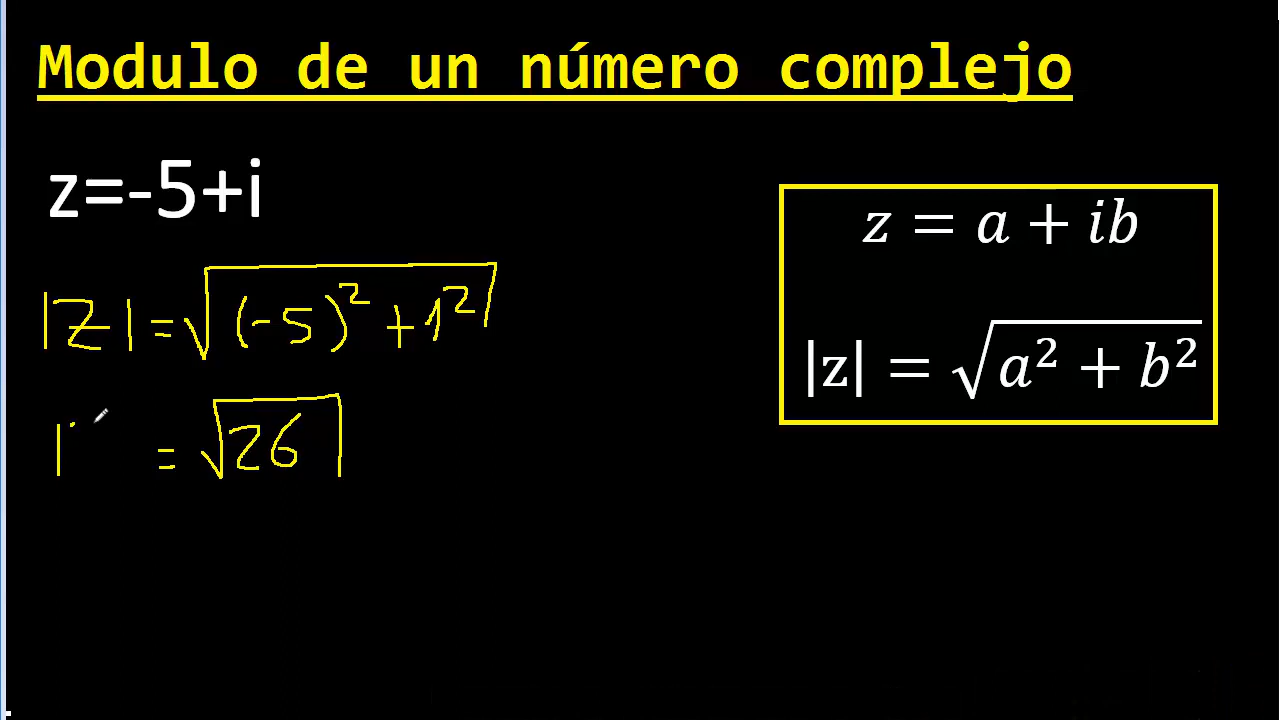 Modulo de un número complejo
z=-5+i
z = a + ib
|z| = √(-5)² + 1²
|z| = √a² + b²
| = √26